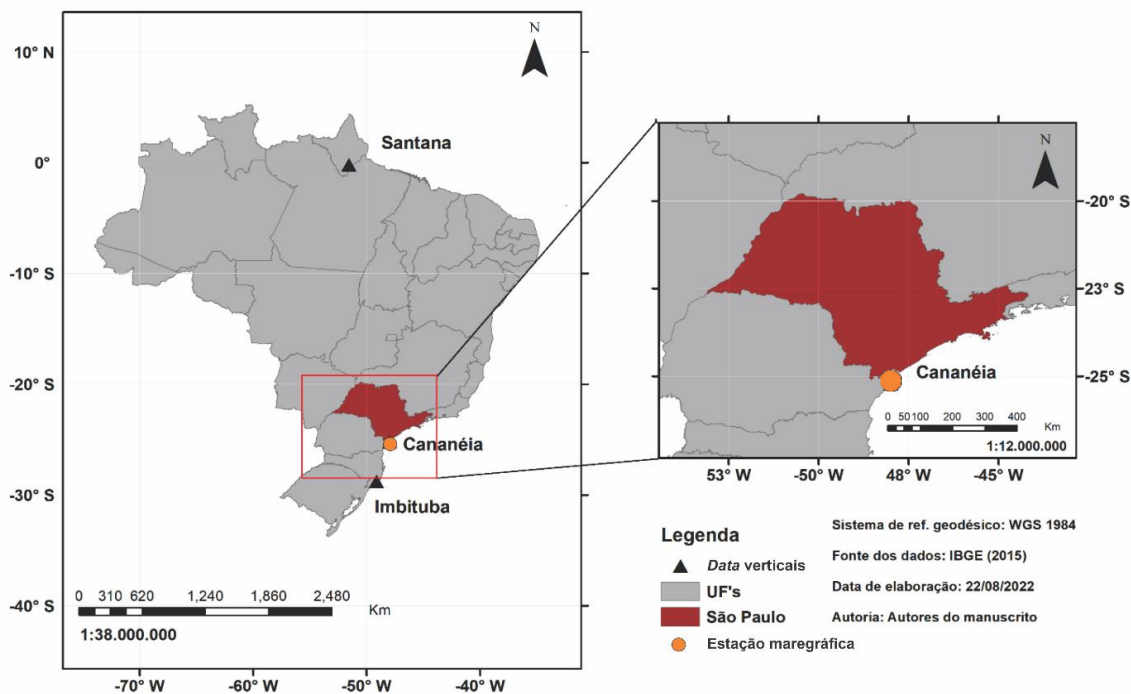 10° N
0°
-10° S
-20° S
-30° S
-40° S
-70° W
-60° W
-50° W
-40° W
N
Santana
Cananéia
Imbituba
0 310 620 1,240 1,860 2,480
Km
1:38.000.000
N
-20° S
-23° S
-25° S
Cananéia
0 50100 200 300 400
Km
1:12.000.000
-53° W
-50° W
-48° W
-45° W
Legenda
Data verticais
UF's
São Paulo
Estação maregráfica
Sistema de ref. geodésico: WGS 1984
Fonte dos dados: IBGE (2015)
Data de elaboração: 22/08/2022
Autoria: Autores do manuscrito